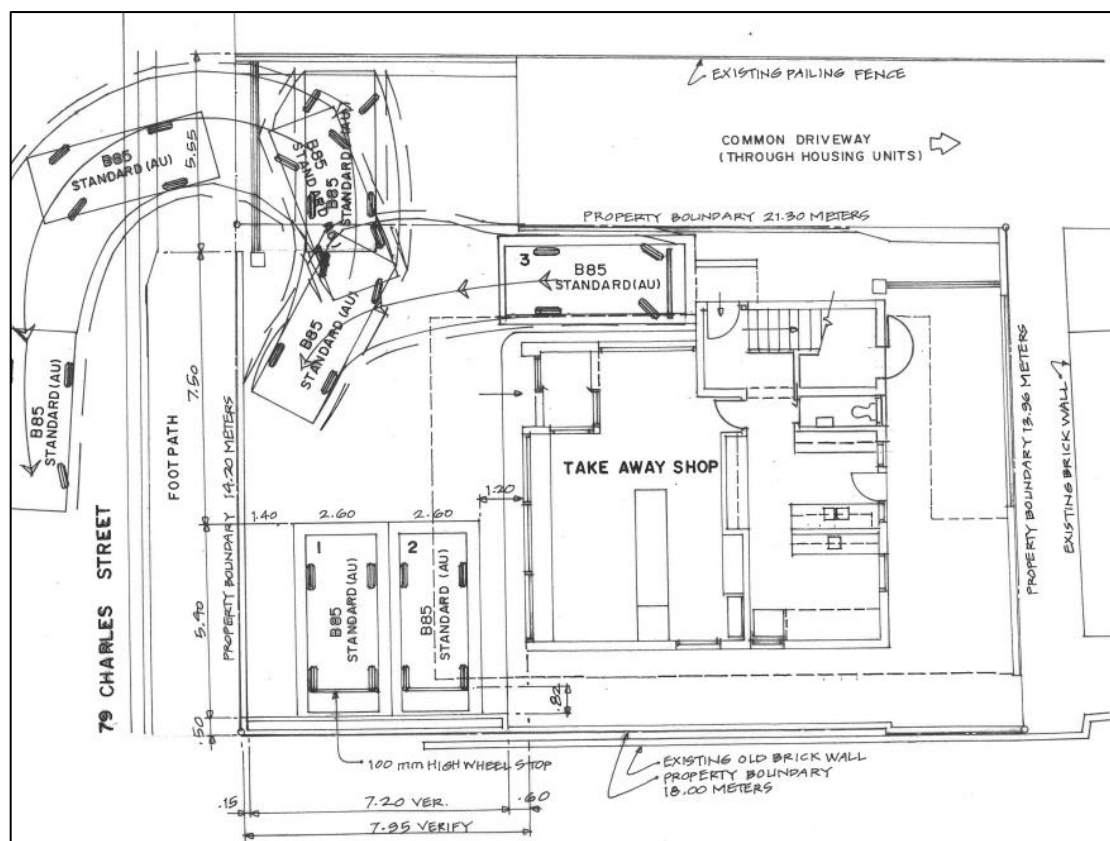 EXISTING PAILING FENCE
COMMON DRIVEWAY
(THROUGH HOUSING UNITS)
B85
STANDARD (AU)
5.55
B85
STANDARD (AU)
B85
STANDARD (AU)
PROPERTY BOUNDARY 21.30 METERS
3
B85
STANDARD (AU)
B85
STANDARD (AU)
B85
STANDARD (AU)
7.50
FOOTPATH
PROPERTY BOUNDARY 14.20 METERS
TAKE AWAY SHOP
PROPERTY BOUNDARY 13.96 METERS
EXISTING BRICK WALL
1.20
1.40
2.60
2.60
1
B85
STANDARD (AU)
2
B85
STANDARD (AU)
79 CHARLES STREET
5.90
.82
.50
100 mm HIGH WHEEL STOP
EXISTING OLD BRICK WALL
PROPERTY BOUNDARY
18.00 METERS
.15
7.20 VER.
.60
7.95 VERIFY